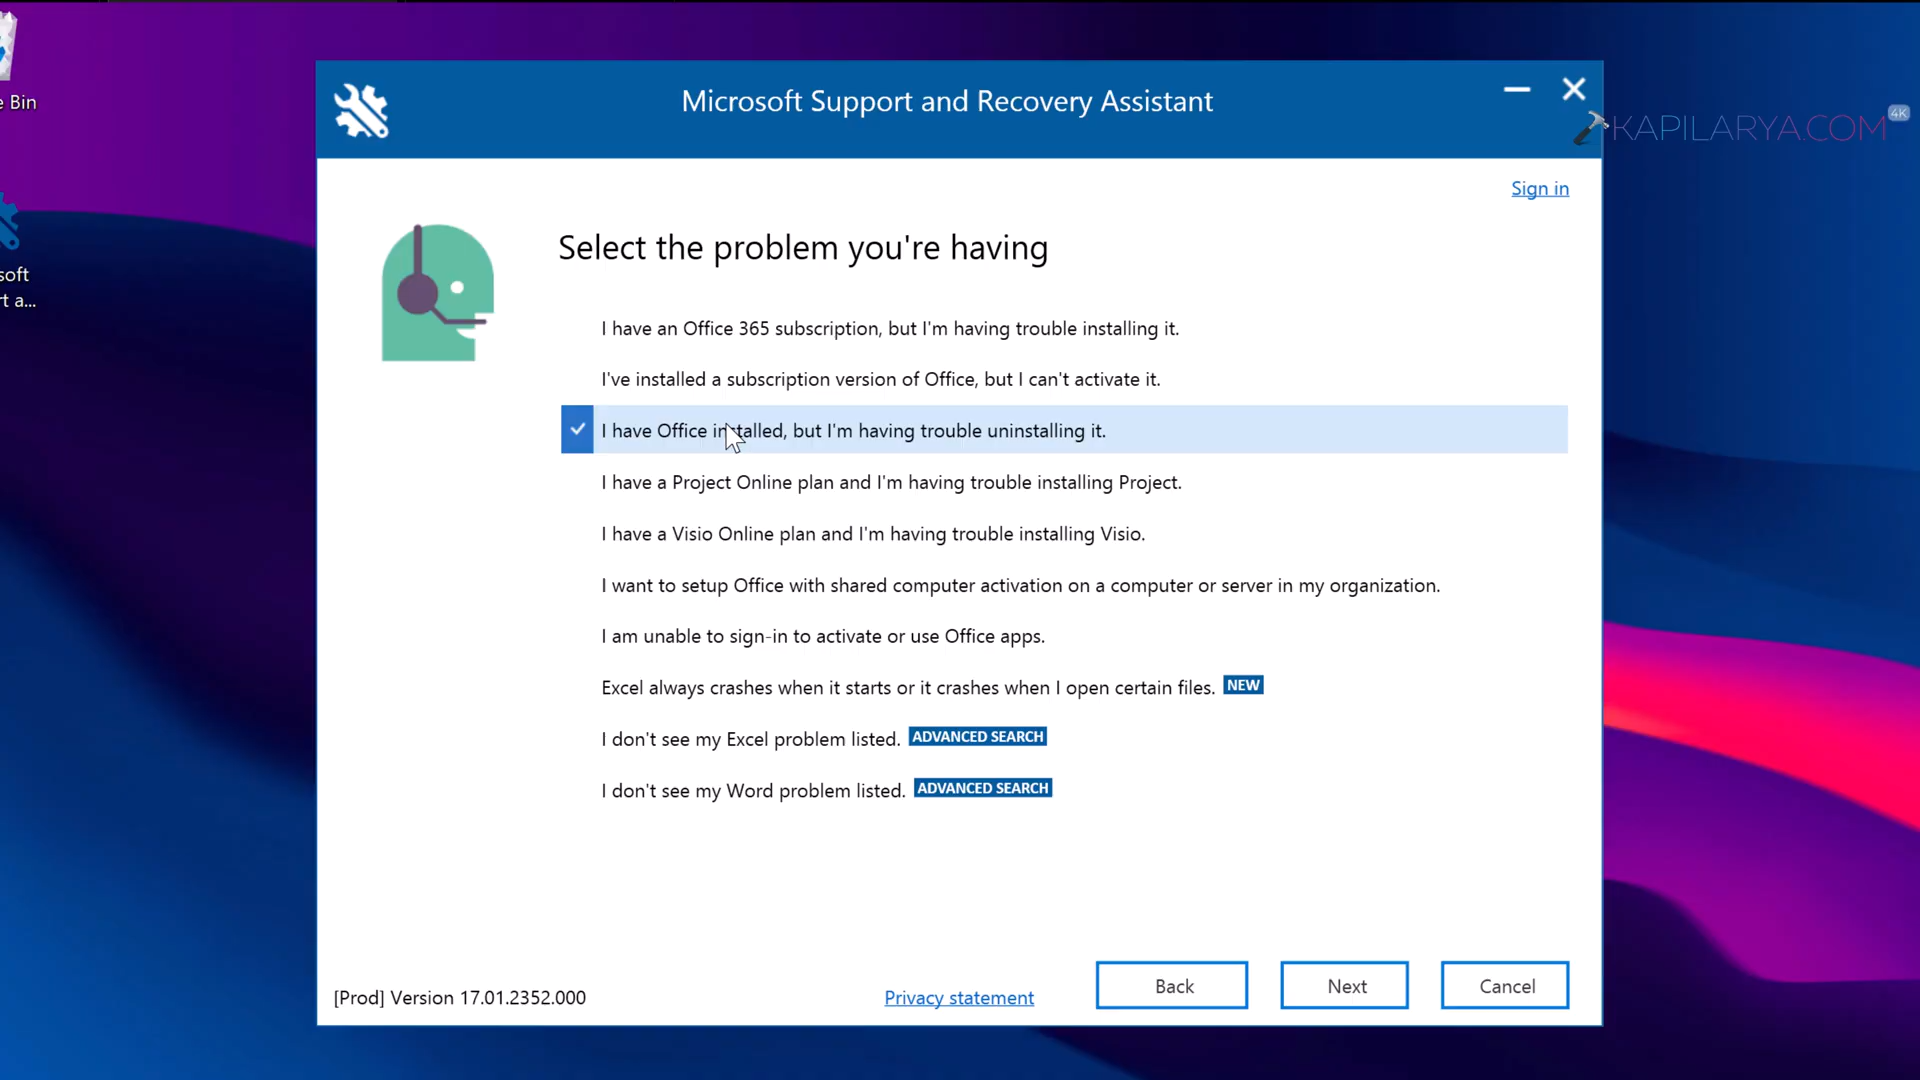 Microsoft Support and Recovery Assistant
4K
KAPILARYA.COM
e Bin
Sign in
Select the problem you're having
soft
t a...
I have an Office 365 subscription, but I'm having trouble installing it.
I've installed a subscription version of Office, but I can't activate it.
I have Office installed, but I'm having trouble uninstalling it.
I have a Project Online plan and I'm having trouble installing Project.
I have a Visio Online plan and I'm having trouble installing Visio.
I want to setup Office with shared computer activation on a computer or server in my organization.
I am unable to sign-in to activate or use Office apps.
Excel always crashes when it starts or it crashes when I open certain files. NEW
I don't see my Excel problem listed. ADVANCED SEARCH
I don't see my Word problem listed. ADVANCED SEARCH
Back
Next
Cancel
[Prod] Version 17.01.2352.000
Privacy statement